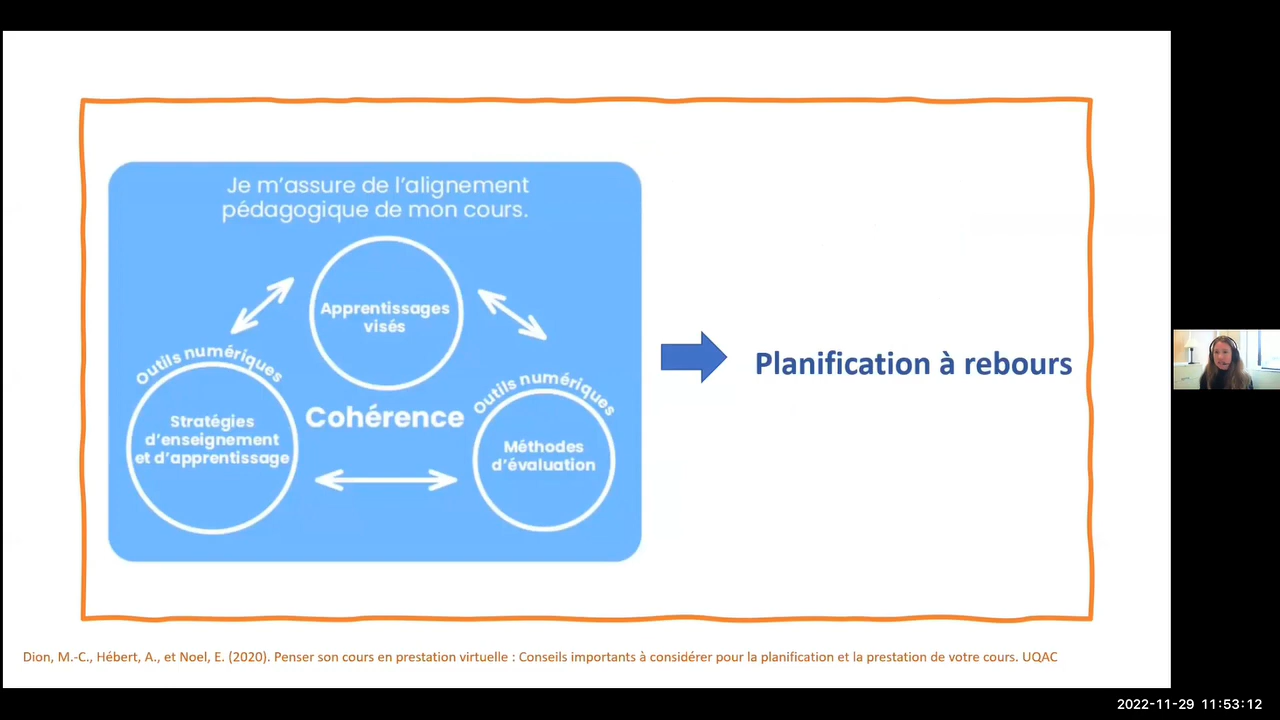 Je m'assure de l'alignement
pédagogique de mon cours.
Apprentissages
visés
Outils numériques
Stratégies
d'enseignement
et d'apprentissage
Cohérence
Outils numériques
Méthodes
d'évaluation
Planification à rebours
Dion, M.-C., Hébert, A., et Noel, E. (2020). Penser son cours en prestation virtuelle : Conseils importants à considérer pour la planification et la prestation de votre cours. UQAC
2022-11-29 11:53:12